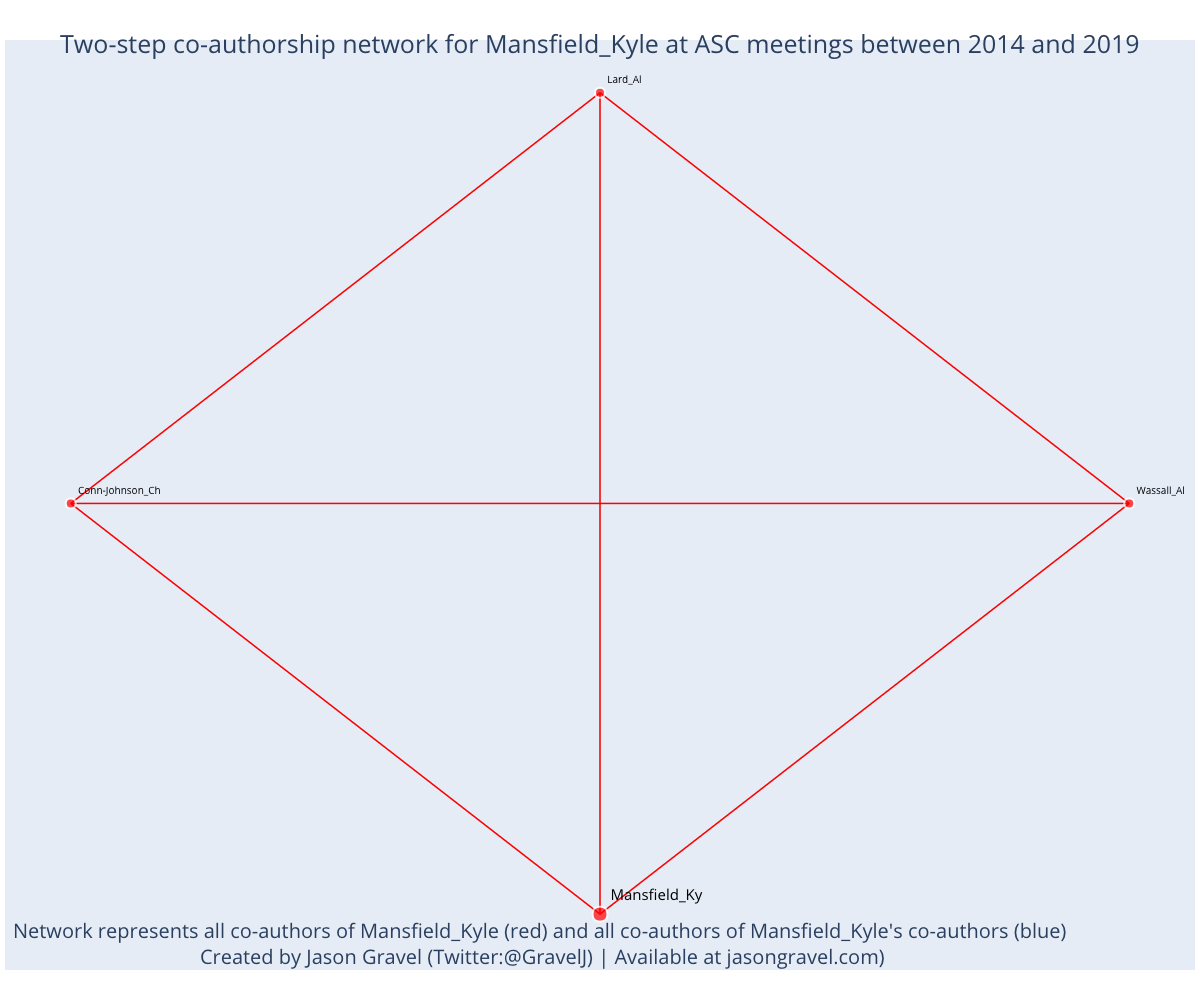 Two-step co-authorship network for Mansfield_Kyle at ASC meetings between 2014 and 2019
Lard_Al
Conn-Johnson_Ch
Wassall_Al
Mansfield_Ky
Network represents all co-authors of Mansfield_Kyle (red) and all co-authors of Mansfield_Kyle's co-authors (blue)
Created by Jason Gravel (Twitter:@GravelJ) | Available at jasongravel.com)